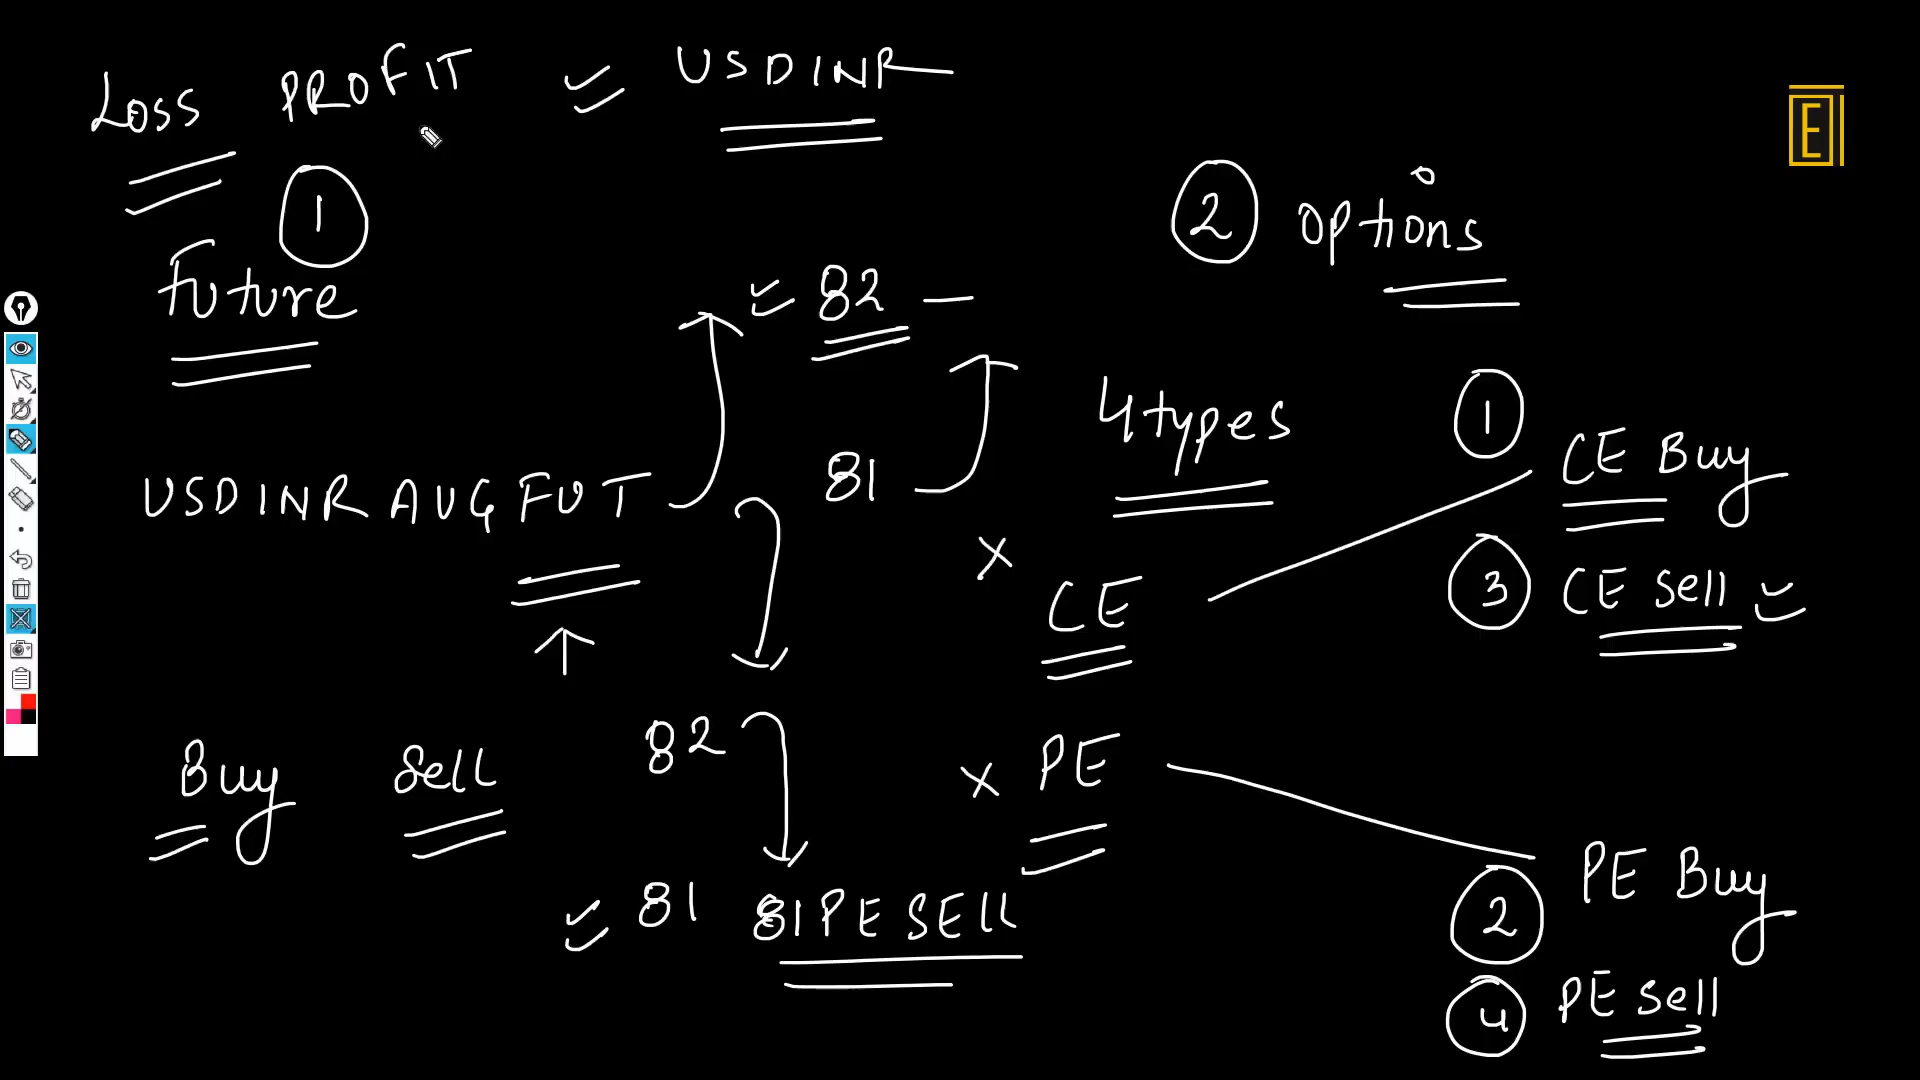 Loss PROFIT USDINR
E
1
2 options
Future
82
4 types
1
CE Buy
USDINR AUG FUT
81
3 CE Sell
CE
82
PE
Buy Sell
PE Buy
2
81 81 PE SELL
4 PE Sell